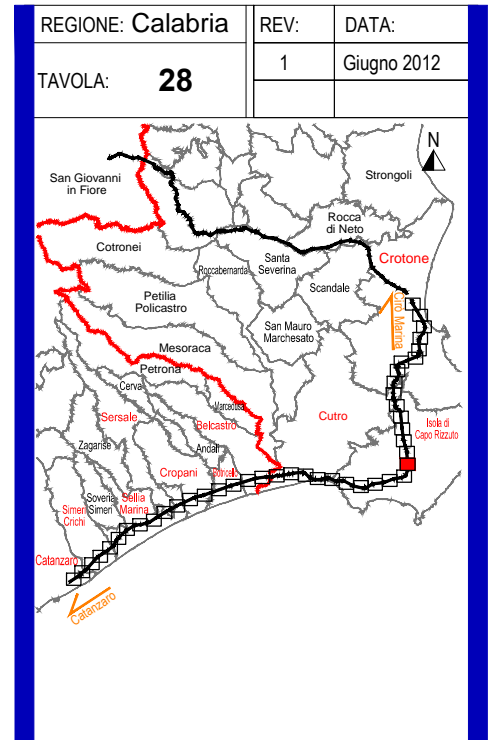 REGIONE: Calabria
REV:
DATA:
TAVOLA: 28
1
Giugno 2012
N
San Giovanni
in Fiore
Strongoli
Rocca
di Neto
Cotronei
Roccabernarda
Santa
Severina
Crotone
Scandale
Petilia
Policastro
Ciro Marina
San Mauro
Marchesato
Mesoraca
Petrona
Cerva
Marcedusa
Sersale
Belcastro
Cutro
Isola di
Capo Rizzuto
Zagarise
Andali
Cropani
Botricello
Soveria
Simeri
Sellia
Marina
Simeri
Crichi
Catanzaro
Catanzaro